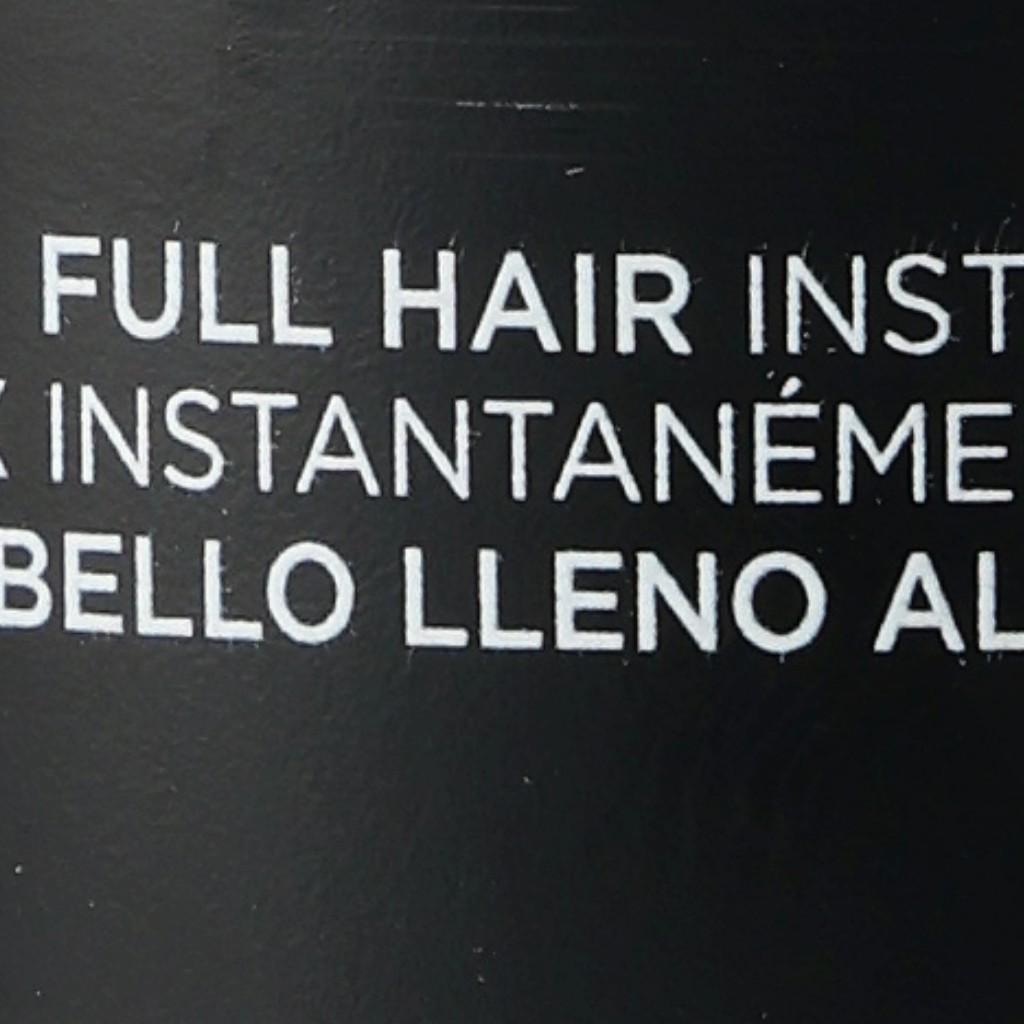 FULL HAIR INST
INSTANTANÉME
BELLO LLENO AL